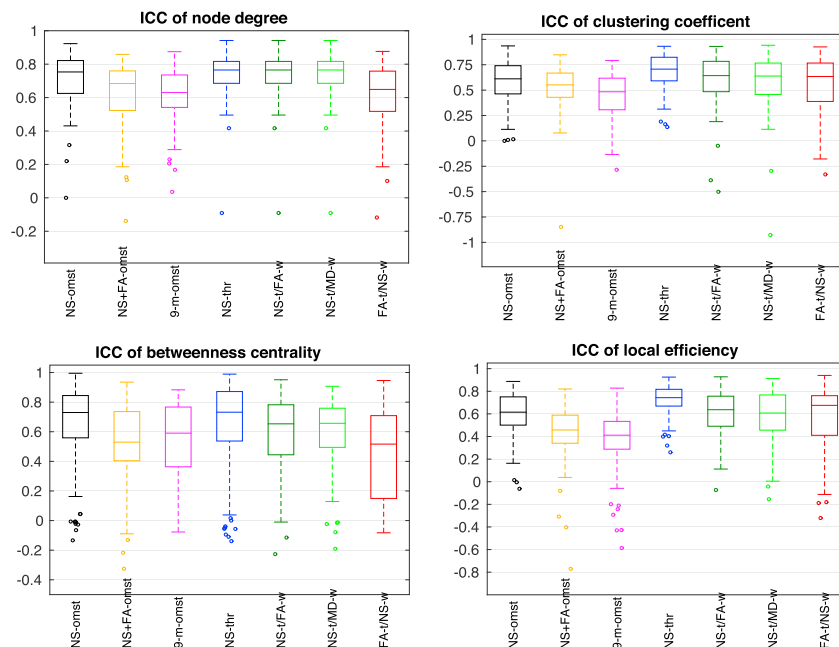 ICC of node degree
1
0.8
0.6
0.4
0.2
0
-0.2
NS-omst
NS+FA-omst
9-m-omst
NS-thr
NS-t/FA-w
NS-t/MD-w
FA-t/NS-w
ICC of clustering coefficent
1
0.75
0.5
0.25
0
-0.25
-0.5
-0.75
-1
NS-omst
NS+FA-omst
9-m-omst
NS-thr
NS-t/FA-w
NS-t/MD-w
FA-t/NS-w
ICC of betweenness centrality
1
0.8
0.6
0.4
0.2
0
-0.2
-0.4
NS-omst
NS+FA-omst
9-m-omst
NS-thr
NS-t/FA-w
NS-t/MD-w
FA-t/NS-w
ICC of local efficiency
1
0.8
0.6
0.4
0.2
0
-0.2
-0.4
-0.6
-0.8
NS-omst
NS+FA-omst
9-m-omst
NS-thr
NS-t/FA-w
NS-t/MD-w
FA-t/NS-w